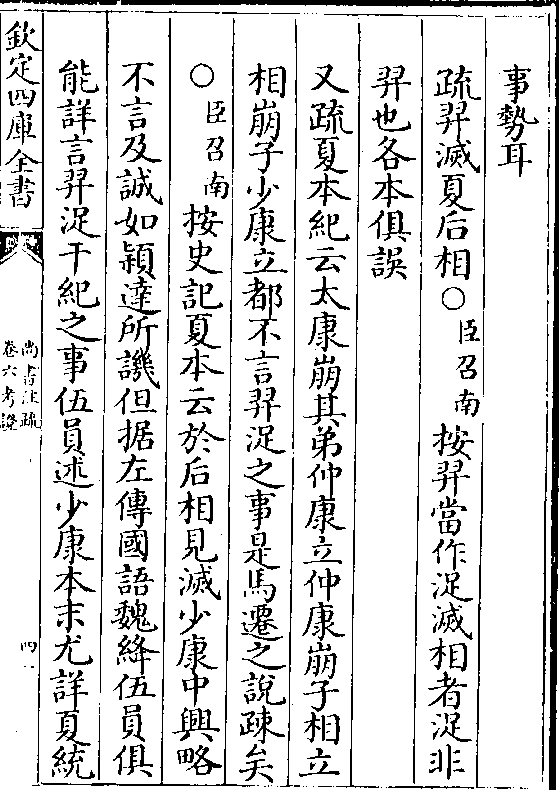 事勢耳
疏羿滅夏后相○臣召南按羿當作浞滅相者浞非
羿也各本俱誤
又疏夏本紀云太康崩其弟仲康立仲康崩子相立
相崩子少康立都不言羿浞之事是馬遷之說疎矣
○臣召南按史記夏本云於后相見滅少康中興略
不言及誠如穎達所譏但据左傳國語魏絳伍員俱
能詳言羿浞干紀之事伍員述少康本末尤詳夏統
欽定四庫全書
尚書注疏
卷六考證
四